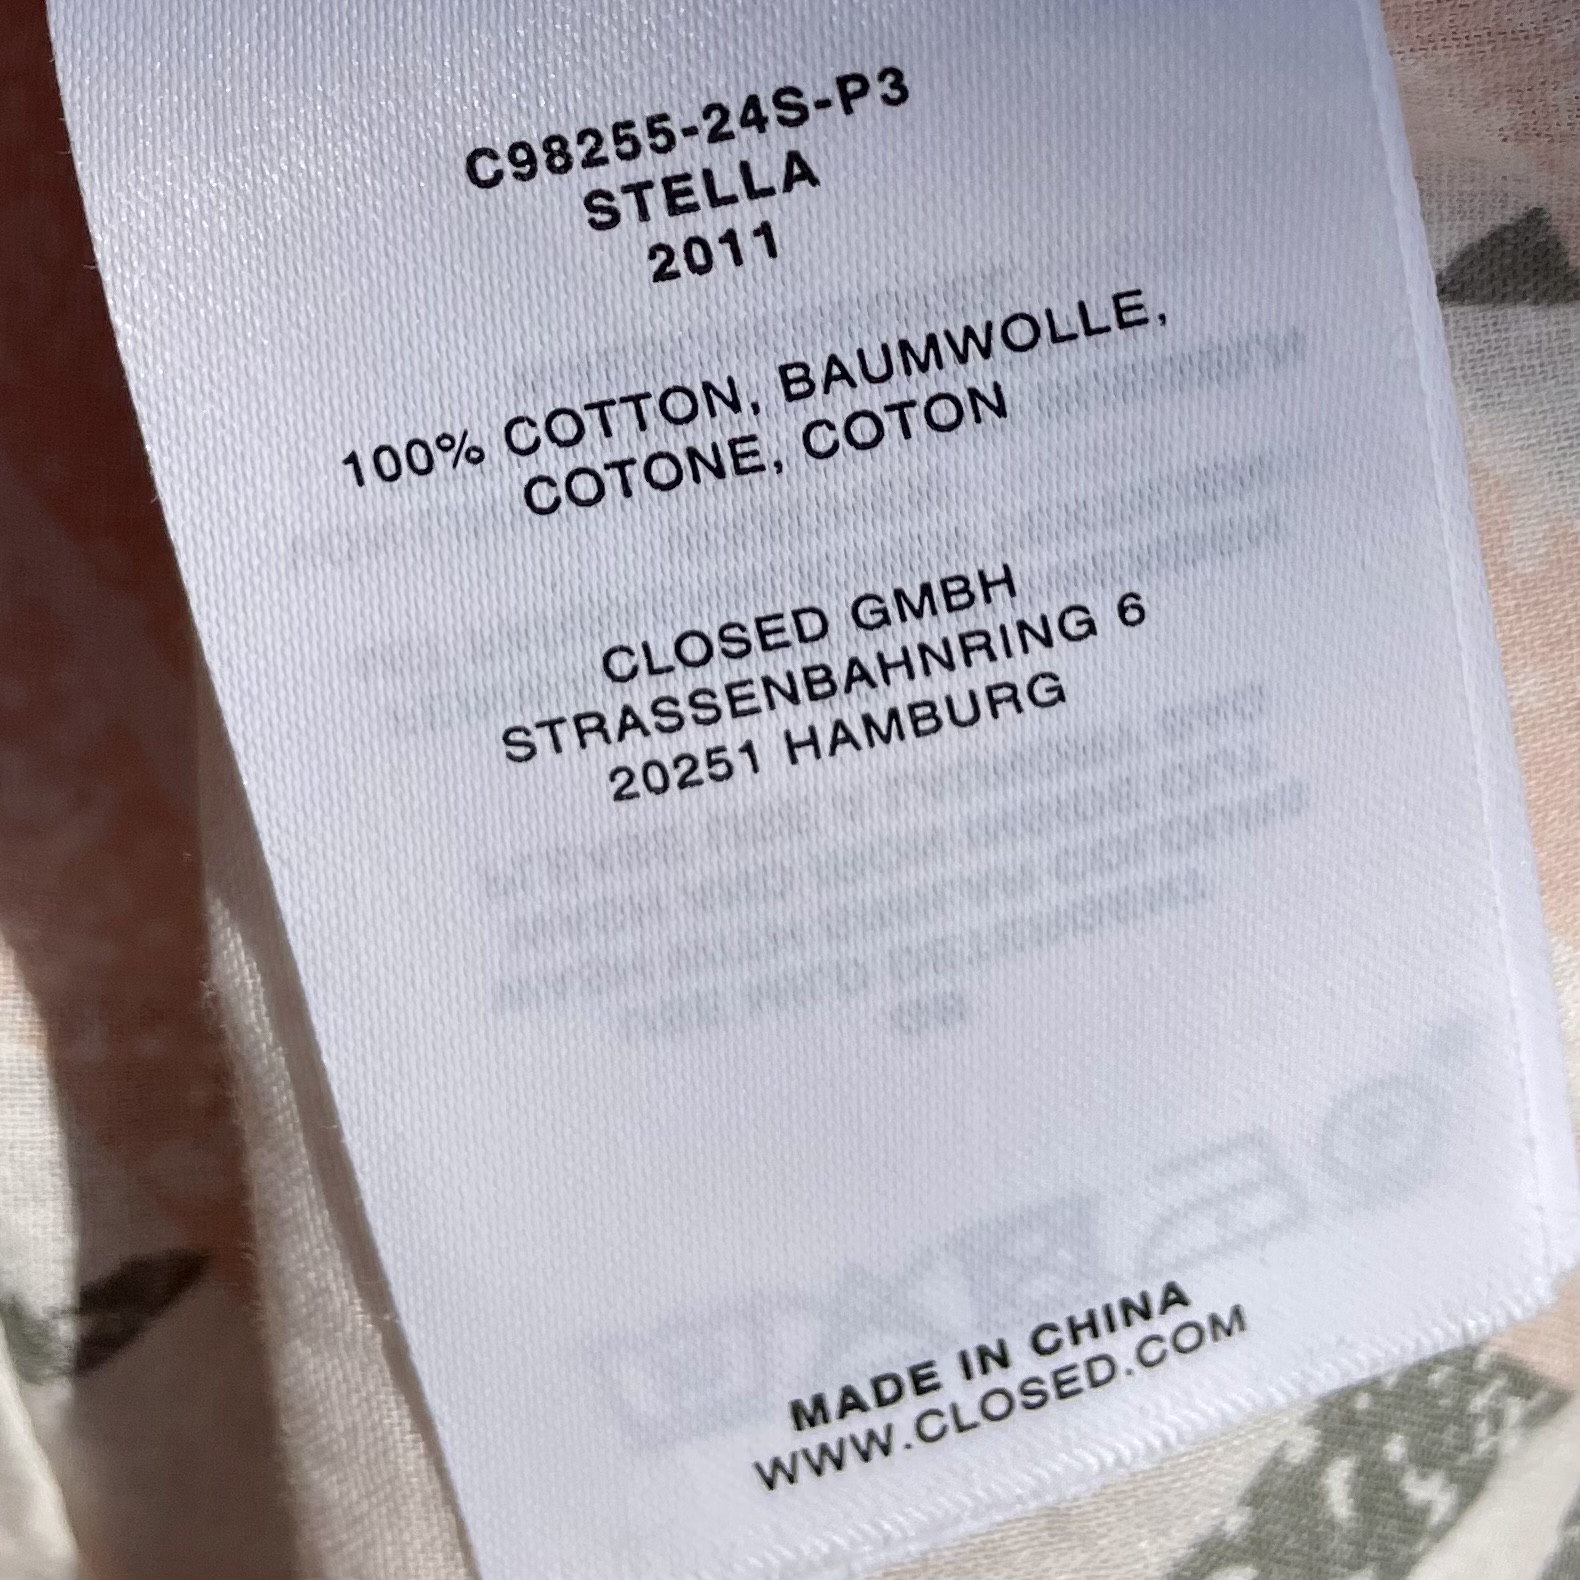 C98255-24S-P3
STELLA
2011
100% COTTON, BAUMWOLLE,
COTONE, COTON
CLOSED GMBH
STRASSENBAHNRING 6
20251 HAMBURG
MADE IN CHINA
WWW.CLOSED.COM